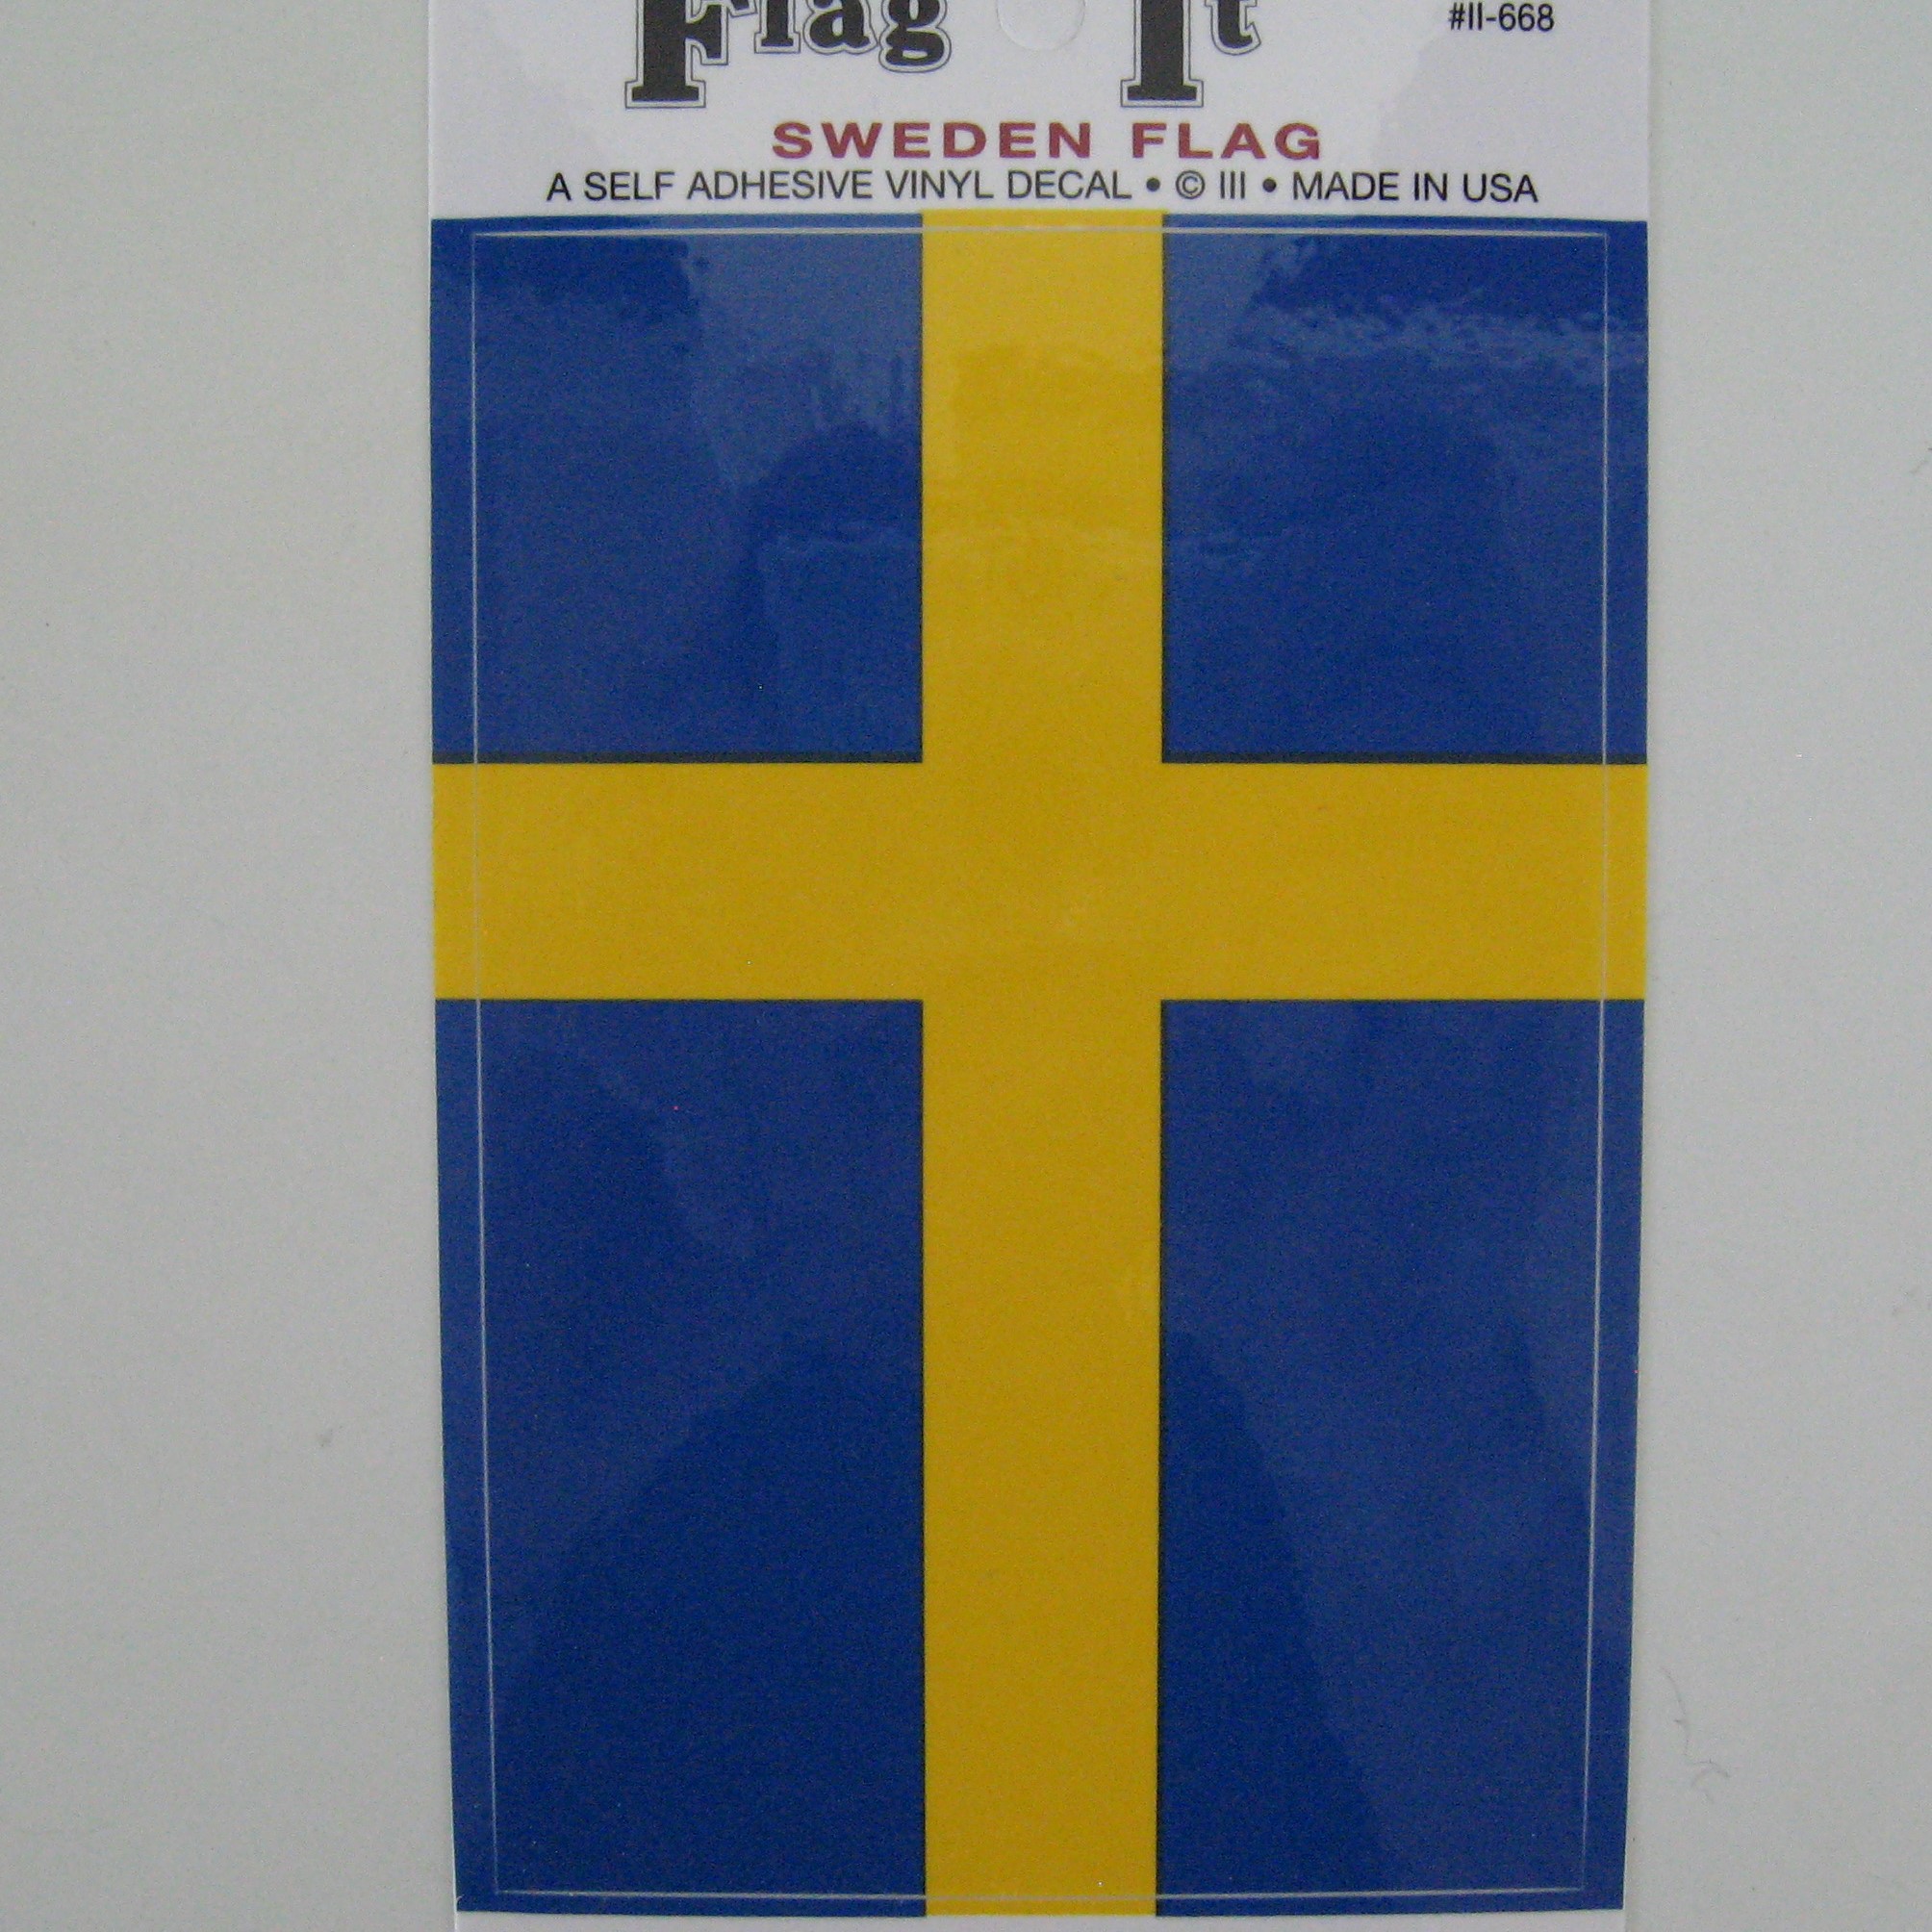 Flag It
#II-668
SWEDEN FLAG
A SELF ADHESIVE VINYL DECAL • © III • MADE IN USA